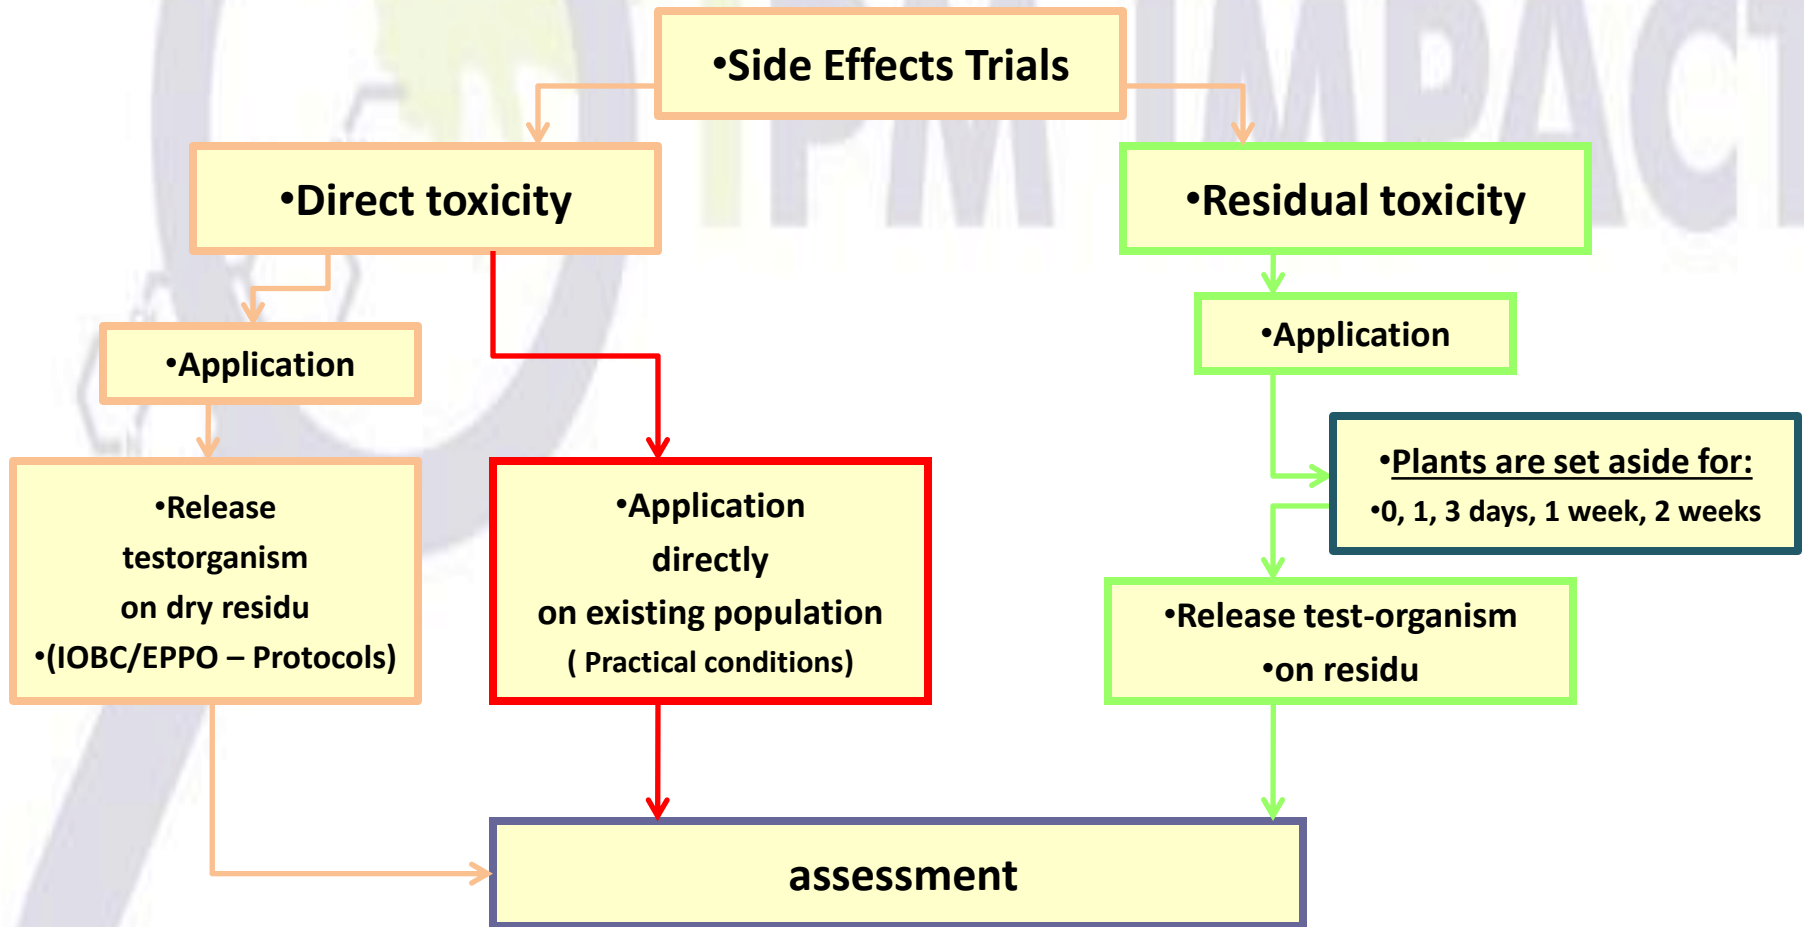 IPM IMPACT
•Side Effects Trials
•Direct toxicity
•Residual toxicity
•Application
•Application
•Release
testorganism
on dry residu
•(IOBC/EPPO – Protocols)
•Application
directly
on existing population
( Practical conditions)
•Plants are set aside for:
•0, 1, 3 days, 1 week, 2 weeks
•Release test-organism
•on residu
assessment